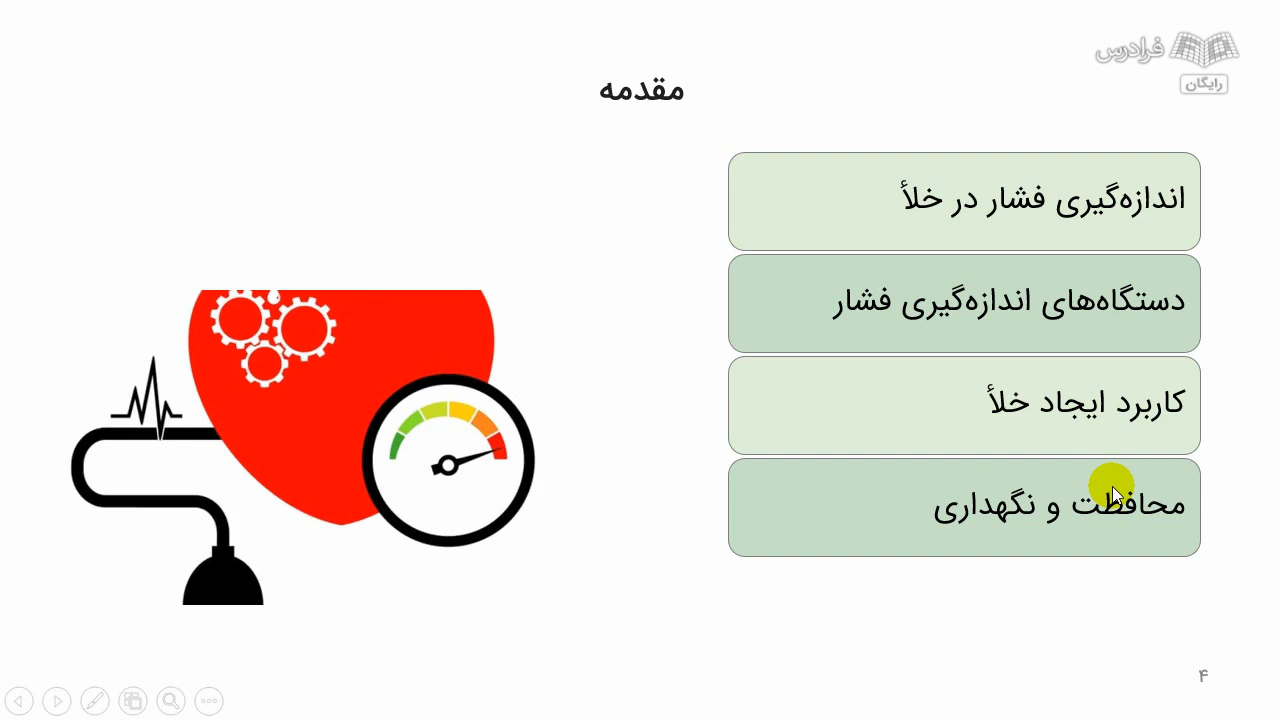 فرادرس
رایگان
مقدمه
اندازه‌گیری فشار در خلأ
دستگاه‌های اندازه‌گیری فشار
کاربرد ایجاد خلأ
محافظت و نگهداری
۴